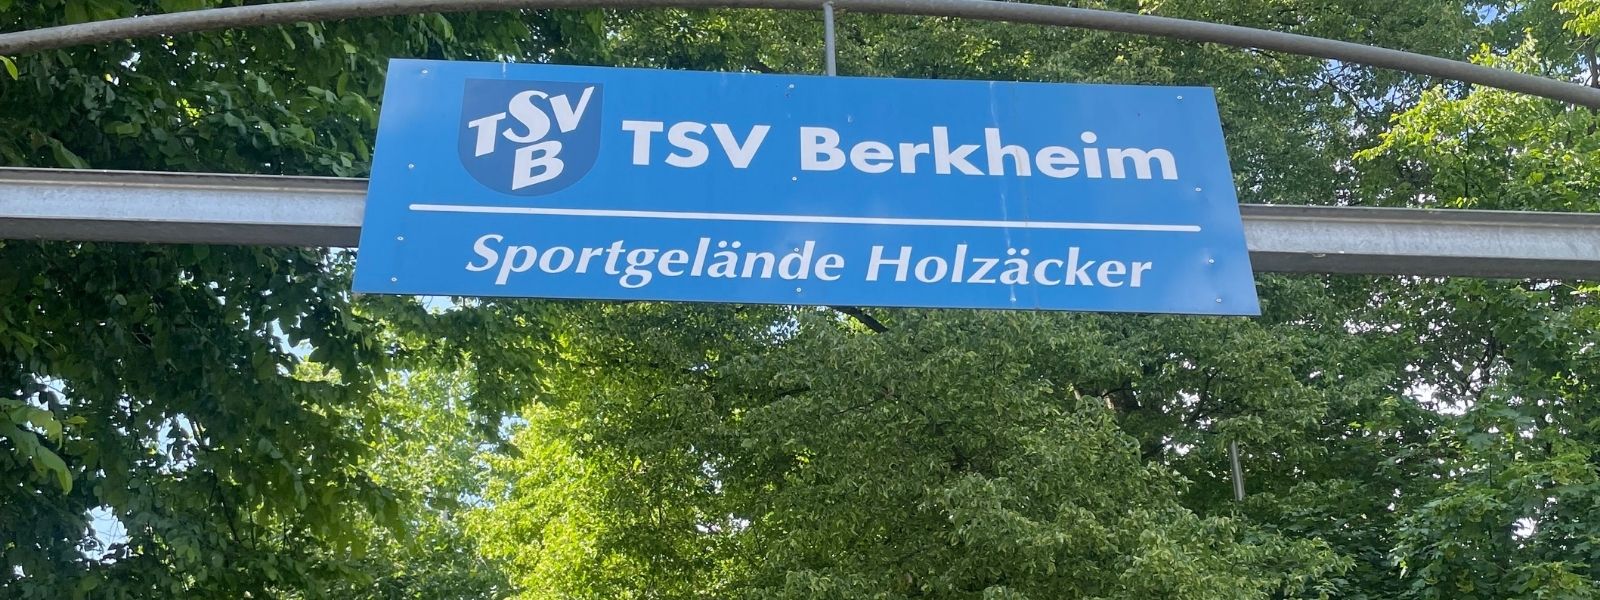 TSV
B
TSV Berkheim
Sportgelände Holzäcker